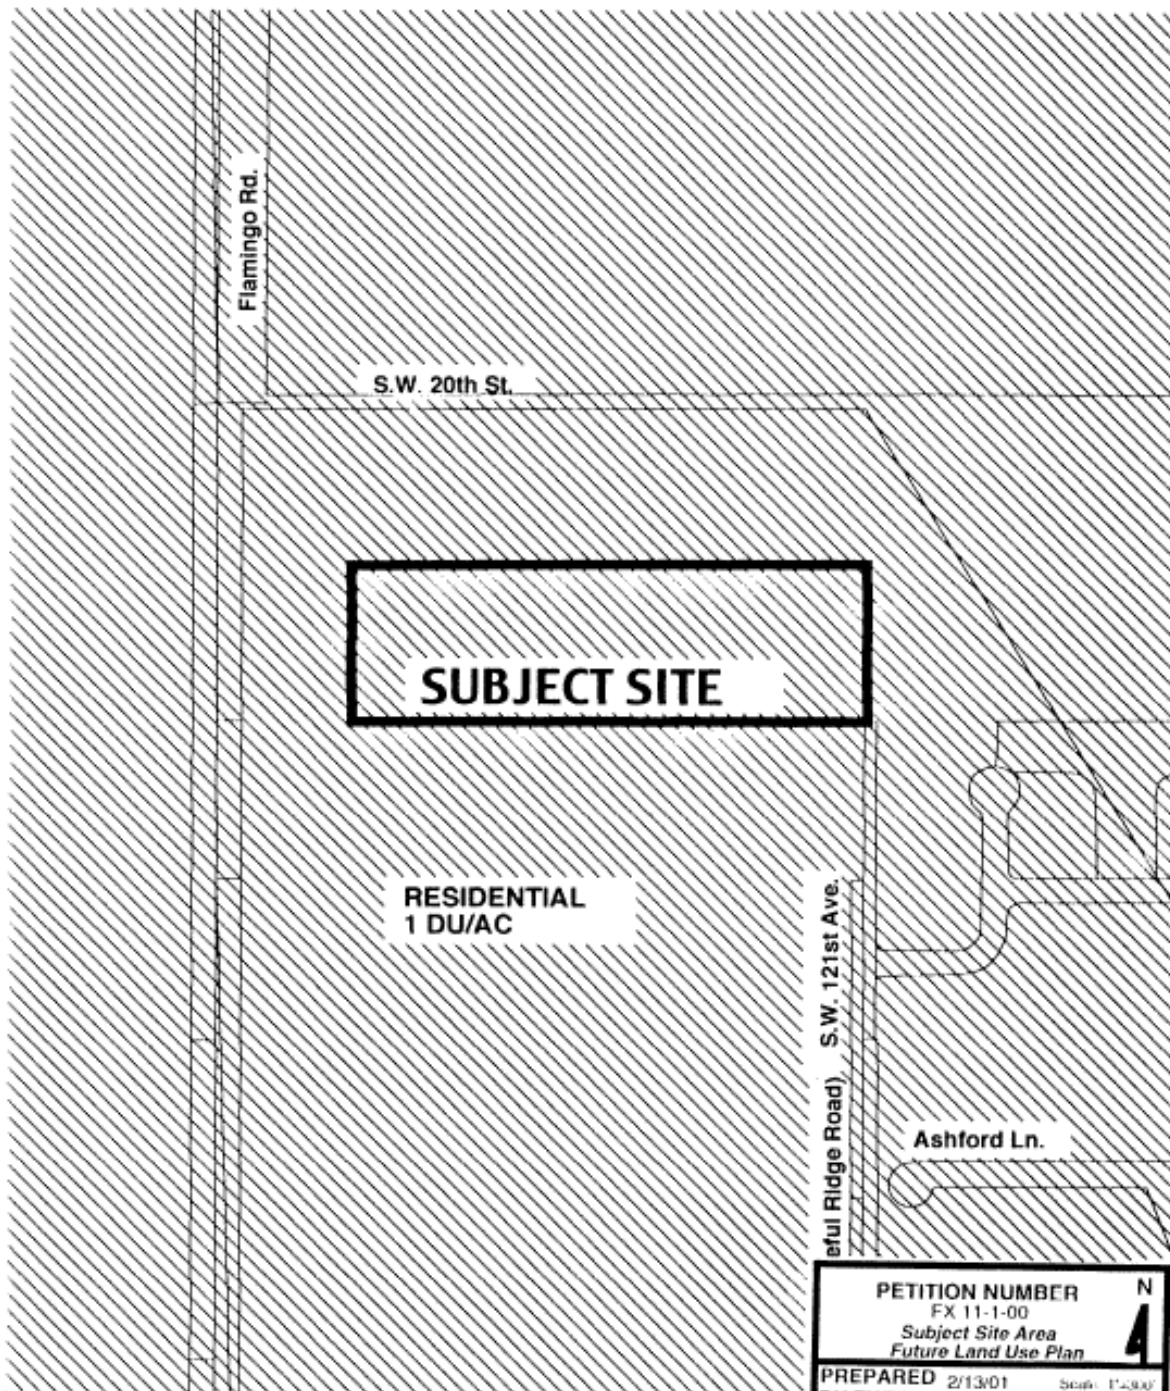 Flamingo Rd.
S.W. 20th St.
SUBJECT SITE
RESIDENTIAL
1 DU/AC
S.W. 121st Ave.
eful Ridge Road)
Ashford Ln.
PETITION NUMBER
N
FX 11-1-00
Subject Site Area
Future Land Use Plan
PREPARED 2/13/01